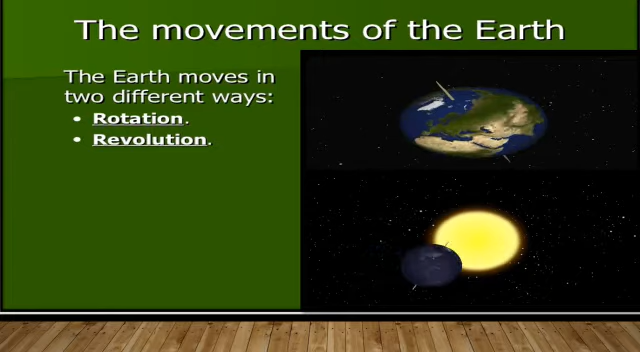 The movements of the Earth
The Earth moves in
two different ways:
• Rotation.
• Revolution.